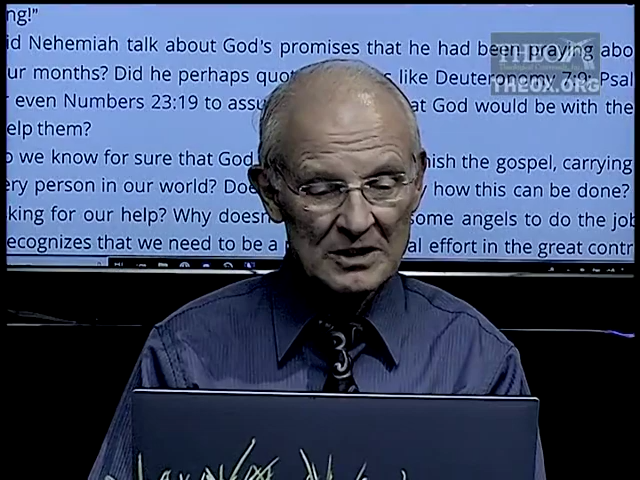 ng!"
id Nehemiah talk about God's promises that he had been praying abo
ur months? Did he perhaps quot s like Deuteronomy 7:9; Psal
r even Numbers 23:19 to assu at God would be with the
elp them?
o we know for sure that God nish the gospel, carrying
ery person in our world? Doe y how this can be done?
king for our help? Why doesn some angels to do the job
ecognizes that we need to be a al effort in the great contr
THEOX
THEOX.ORG